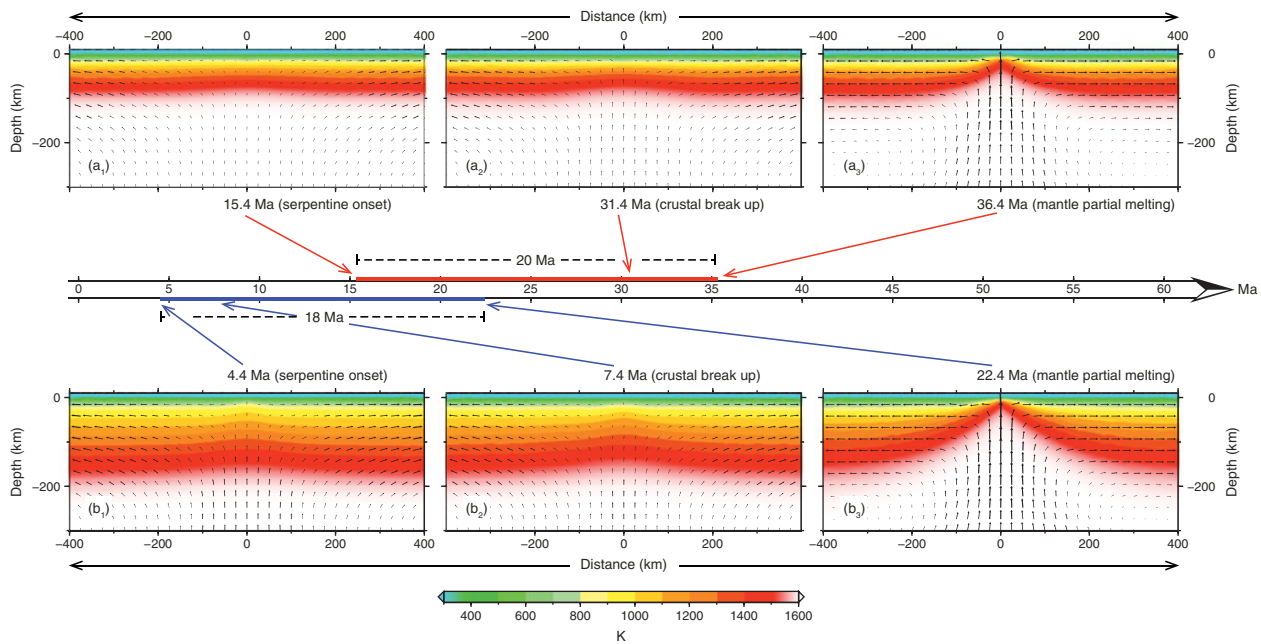 Distance (km)
−400 −200 0 200 −200 0 200 −200 0 200 400
0
−200
Depth (km)
(a1)
(a2)
(a3)
0
−200
Depth (km)
15.4 Ma (serpentine onset)
31.4 Ma (crustal break up)
36.4 Ma (mantle partial melting)
20 Ma
0 5 10 15 20 25 30 35 40 45 50 51 55 60
Ma
18 Ma
4.4 Ma (serpentine onset)
7.4 Ma (crustal break up)
22.4 Ma (mantle partial melting)
0
−200
Depth (km)
(b1)
(b2)
(b3)
0
−200
Depth (km)
−400 −200 0 200 400 −200 0 200 −400 −200 0 200 400
Distance (km)
400 600 800 1000 1200 1400 1600
K